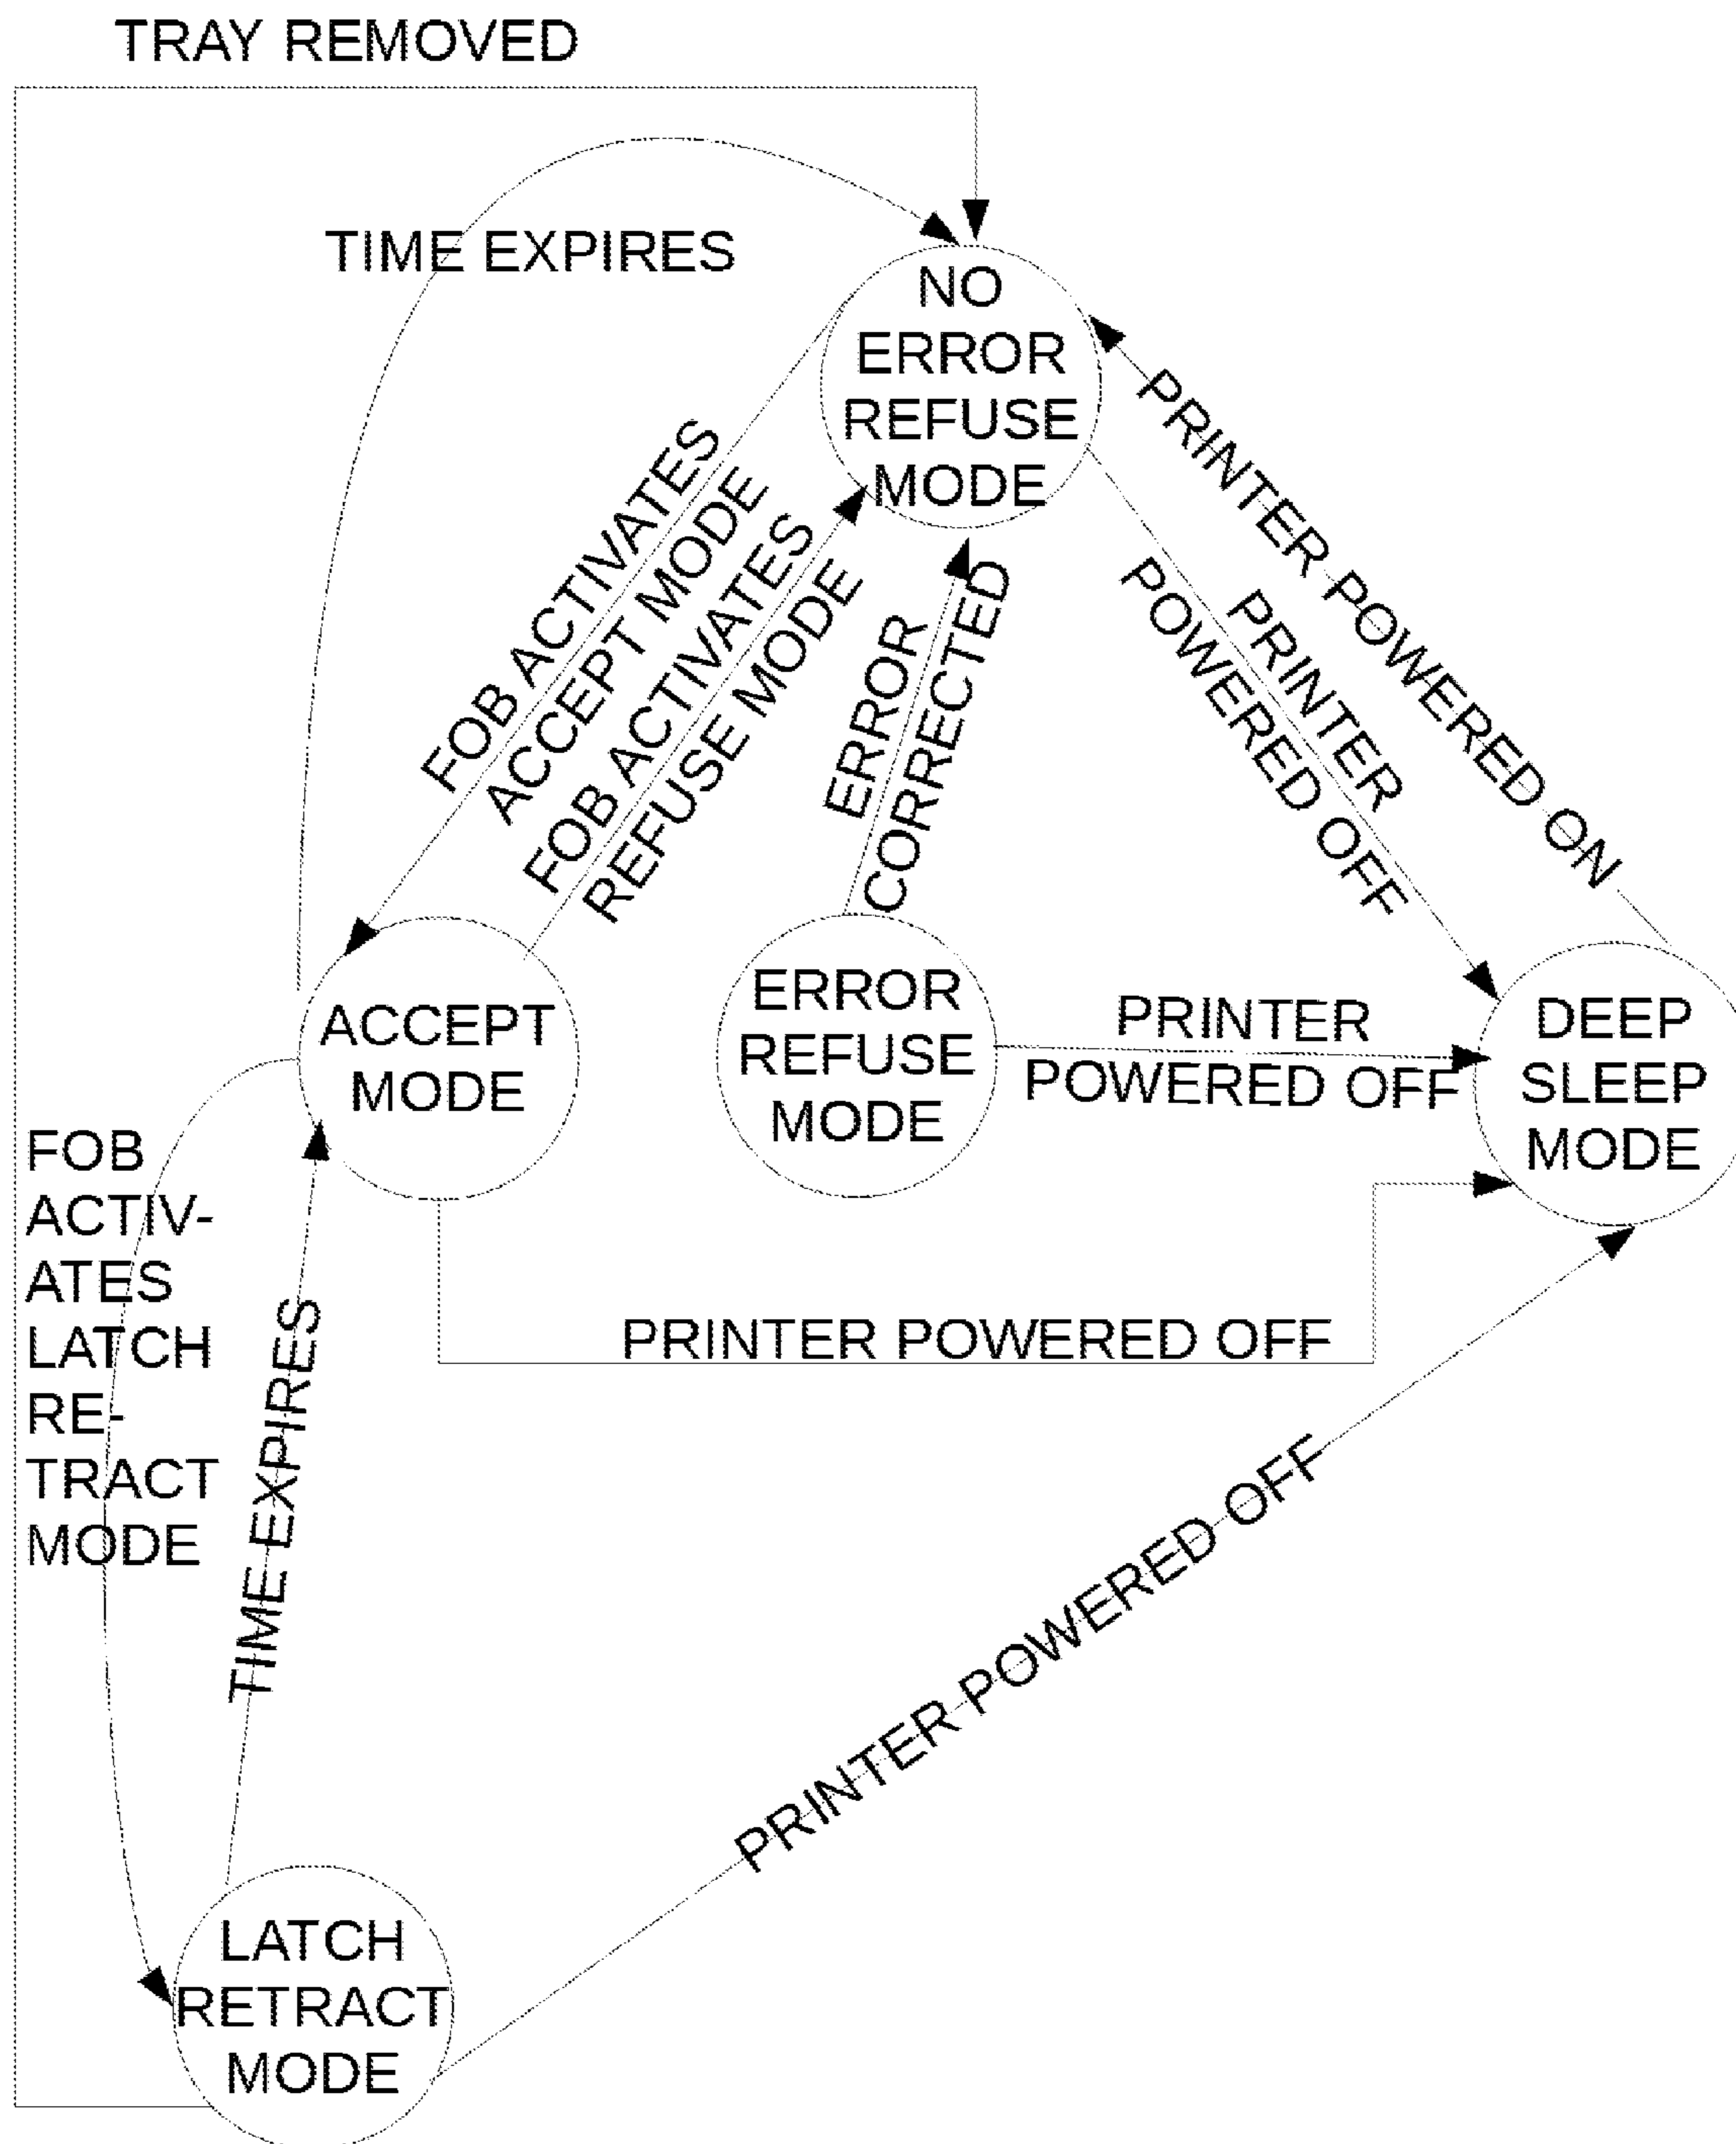 TRAY REMOVED
TIME EXPIRES
NO
ERROR
REFUSE
MODE
FOB ACTIVATES
ACCEPT MODE
FOB ACTIVATES
REFUSE MODE
ERROR
CORRECTED
PRINTER POWERED ON
PRINTER
POWERED OFF
ACCEPT
MODE
ERROR
REFUSE
MODE
PRINTER
POWERED OFF
DEEP
SLEEP
MODE
FOB
ACTIV-
ATES
LATCH
RE-
TRACT
MODE
TIME EXPIRES
PRINTER POWERED OFF
PRINTER POWERED OFF
LATCH
RETRACT
MODE